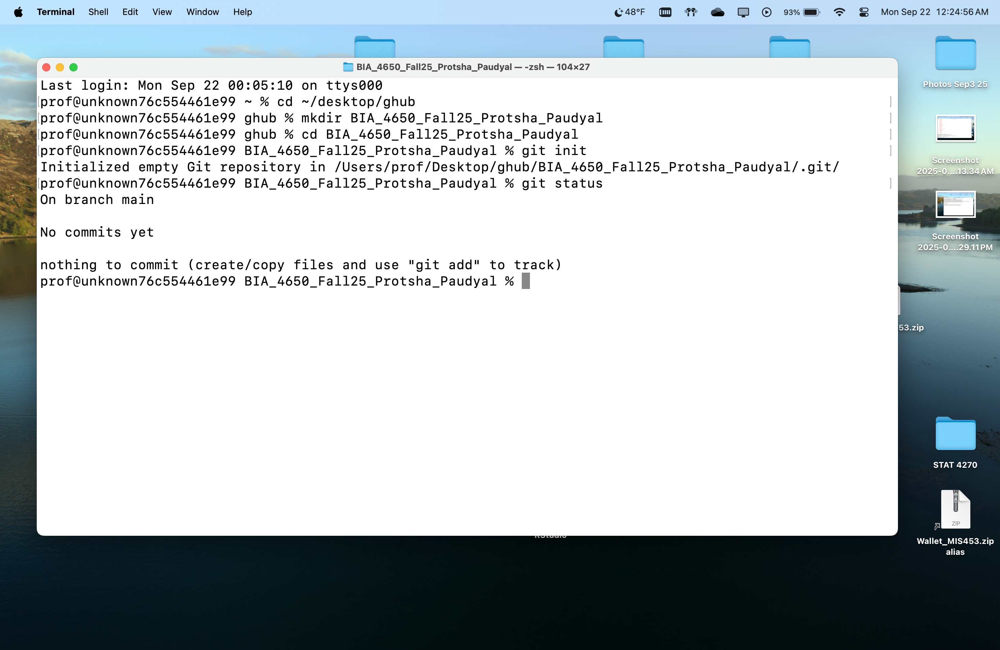 Terminal Shell Edit View Window Help 48°F 93% Mon Sep 22 12:24:56 AM
BIA_4650_Fall25_Protsha_Paudyal — -zsh — 104×27
Last login: Mon Sep 22 00:05:10 on ttys000
[prof@unknown76c554461e99 ~ % cd ~/desktop/ghub ]
[prof@unknown76c554461e99 ghub % mkdir BIA_4650_Fall25_Protsha_Paudyal ]
[prof@unknown76c554461e99 ghub % cd BIA_4650_Fall25_Protsha_Paudyal ]
[prof@unknown76c554461e99 BIA_4650_Fall25_Protsha_Paudyal % git init ]
Initialized empty Git repository in /Users/prof/Desktop/ghub/BIA_4650_Fall25_Protsha_Paudyal/.git/
[prof@unknown76c554461e99 BIA_4650_Fall25_Protsha_Paudyal % git status ]
On branch main
No commits yet
nothing to commit (create/copy files and use "git add" to track)
prof@unknown76c554461e99 BIA_4650_Fall25_Protsha_Paudyal %
Photos Sep3 25
Screenshot
2025-0....13.34 AM
Screenshot
2025-0....29.11 PM
53.zip
STAT 4270
ZIP
Wallet_MIS453.zip
alias
RStudio